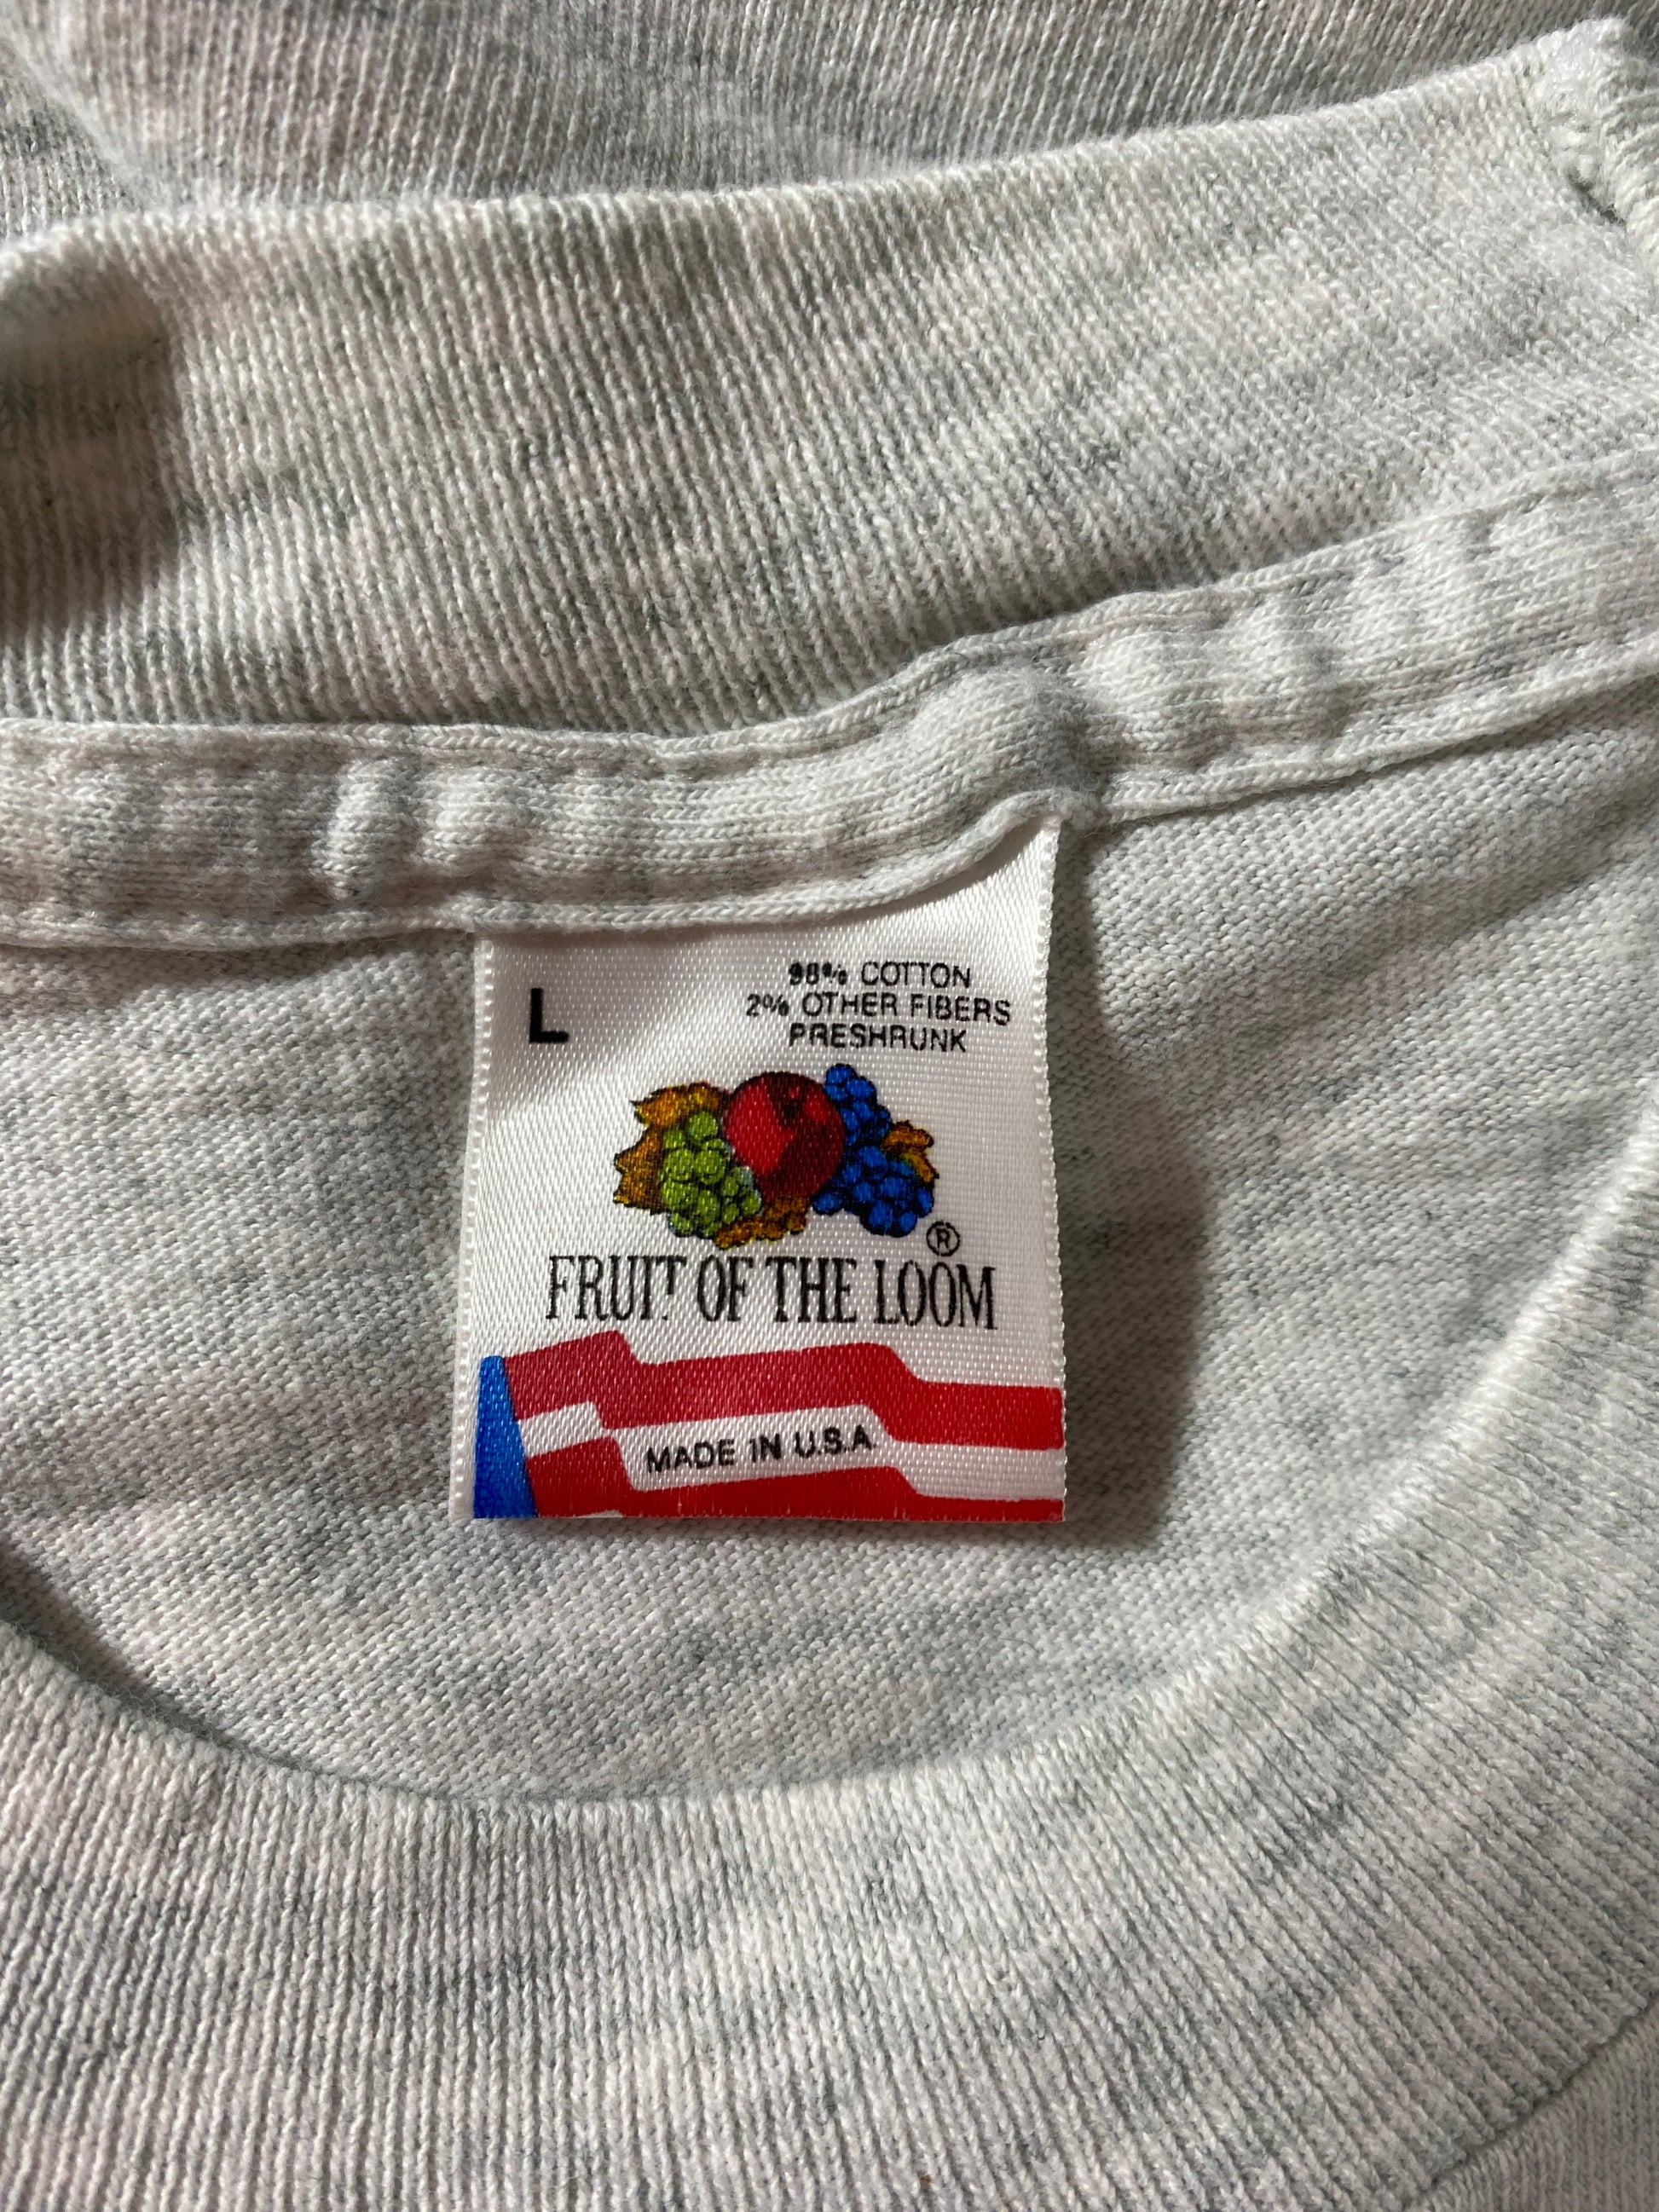 L
98% COTTON
2% OTHER FIBERS
PRESHRUNK
®
FRUIT OF THE LOOM
MADE IN U.S.A